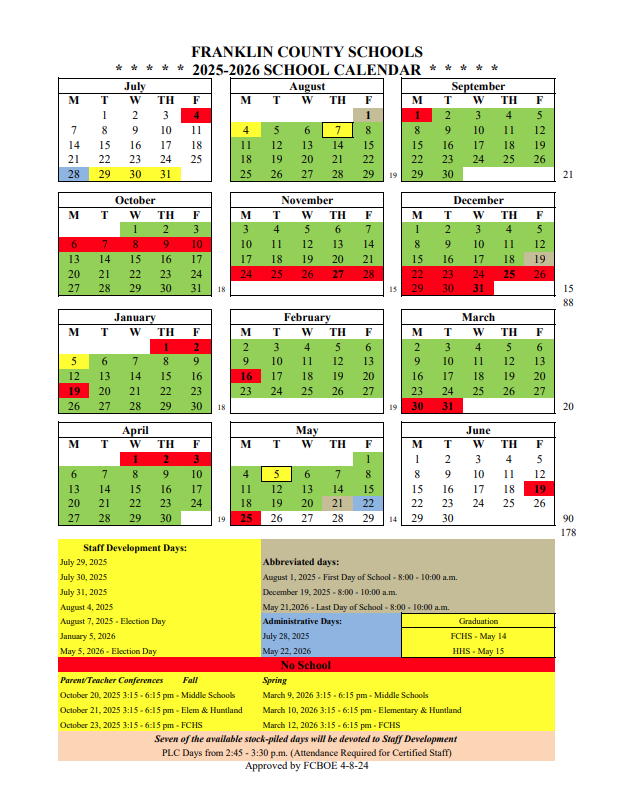 FRANKLIN COUNTY SCHOOLS
* * * * * 2025-2026 SCHOOL CALENDAR * * * * *
July August September
M T W TH F M T W TH F M T W TH F
1 2 3 4 1 1 2 3 4 5
7 8 9 10 11 4 5 6 7 8 8 9 10 11 12
14 15 16 17 18 11 12 13 14 15 15 16 17 18 19
21 22 23 24 25 18 19 20 21 22 22 23 24 25 26
28 29 30 31 25 26 27 28 29 19 29 30 21
October November December
M T W TH F M T W TH F M T W TH F
1 2 3 3 4 5 6 7 1 2 3 4 5
6 7 8 9 10 10 11 12 13 14 8 9 10 11 12
13 14 15 16 17 17 18 19 20 21 15 16 17 18 19
20 21 22 23 24 24 25 26 27 28 22 23 24 25 26
27 28 29 30 31 18 15 29 30 31 15
88
January February March
M T W TH F M T W TH F M T W TH F
1 2 2 3 4 5 6 2 3 4 5 6
5 6 7 8 9 9 10 11 12 13 9 10 11 12 13
12 13 14 15 16 16 17 18 19 20 16 17 18 19 20
19 20 21 22 23 23 24 25 26 27 23 24 25 26 27
26 27 28 29 30 18 19 30 31 20
April May June
M T W TH F M T W TH F M T W TH F
1 2 3 1 1 2 3 4 5
6 7 8 9 10 4 5 6 7 8 8 9 10 11 12
13 14 15 16 17 11 12 13 14 15 15 16 17 18 19
20 21 22 23 24 18 19 20 21 22 22 23 24 25 26
27 28 29 30 19 25 26 27 28 29 14 29 30 90
178
Staff Development Days:
July 29, 2025 Abbreviated days:
July 30, 2025 August 1, 2025 - First Day of School - 8:00 - 10:00 a.m.
July 31, 2025 December 19, 2025 - 8:00 - 10:00 a.m.
August 4, 2025 May 21,2026 - Last Day of School - 8:00 - 10:00 a.m.
August 7, 2025 - Election Day Administrative Days: Graduation
January 5, 2026 July 28, 2025 FCHS - May 14
May 5, 2026 - Election Day May 22, 2026 HHS - May 15
No School
Parent/Teacher Conferences Fall Spring
October 20, 2025 3:15 - 6:15 pm - Middle Schools March 9, 2026 3:15 - 6:15 pm - Middle Schools
October 21, 2025 3:15 - 6:15 pm - Elem & Huntland March 10, 2026 3:15 - 6:15 pm - Elementary & Huntland
October 23, 2025 3:15 - 6:15 pm - FCHS March 12, 2026 3:15 - 6:15 pm - FCHS
Seven of the available stock-piled days will be devoted to Staff Development
PLC Days from 2:45 - 3:30 p.m. (Attendance Required for Certified Staff)
Approved by FCBOE 4-8-24